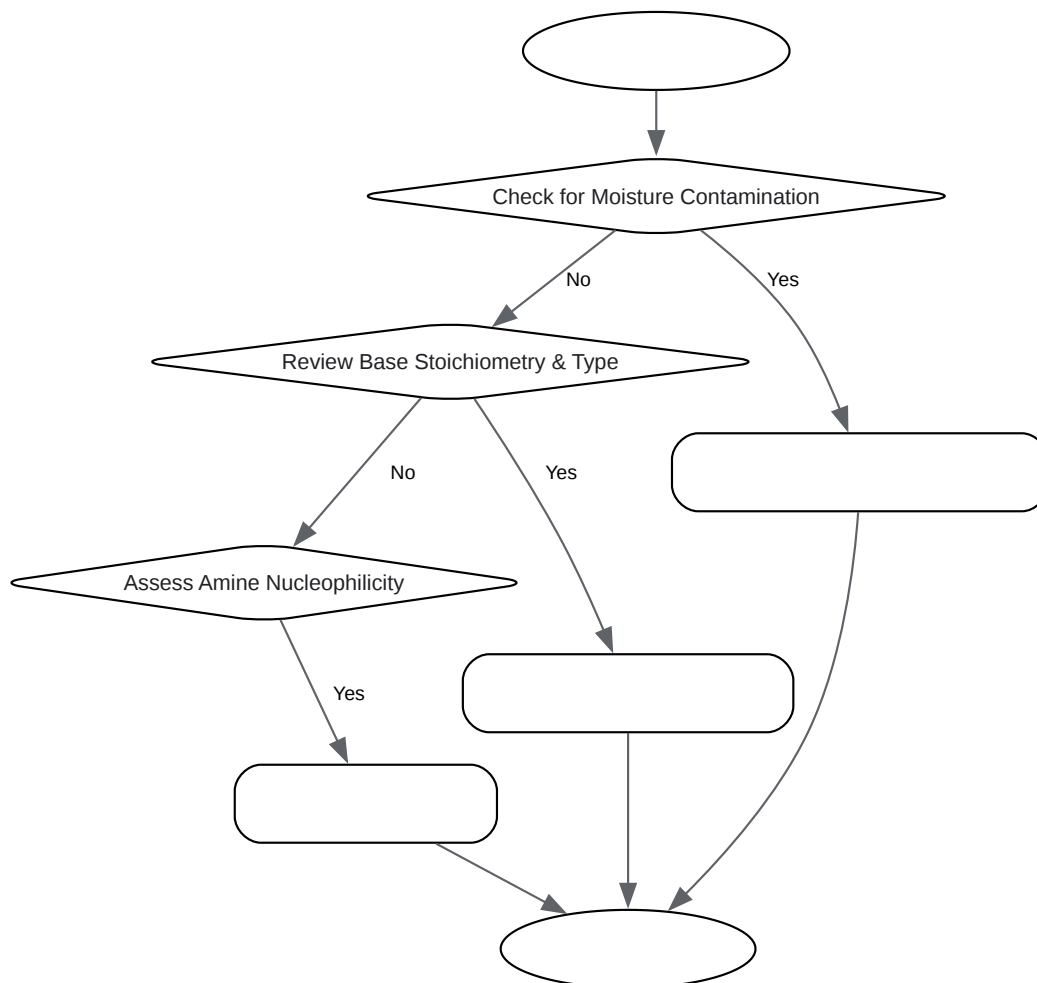 Check for Moisture Contamination
No
Yes
Review Base Stoichiometry & Type
No
Yes
Assess Amine Nucleophilicity
Yes